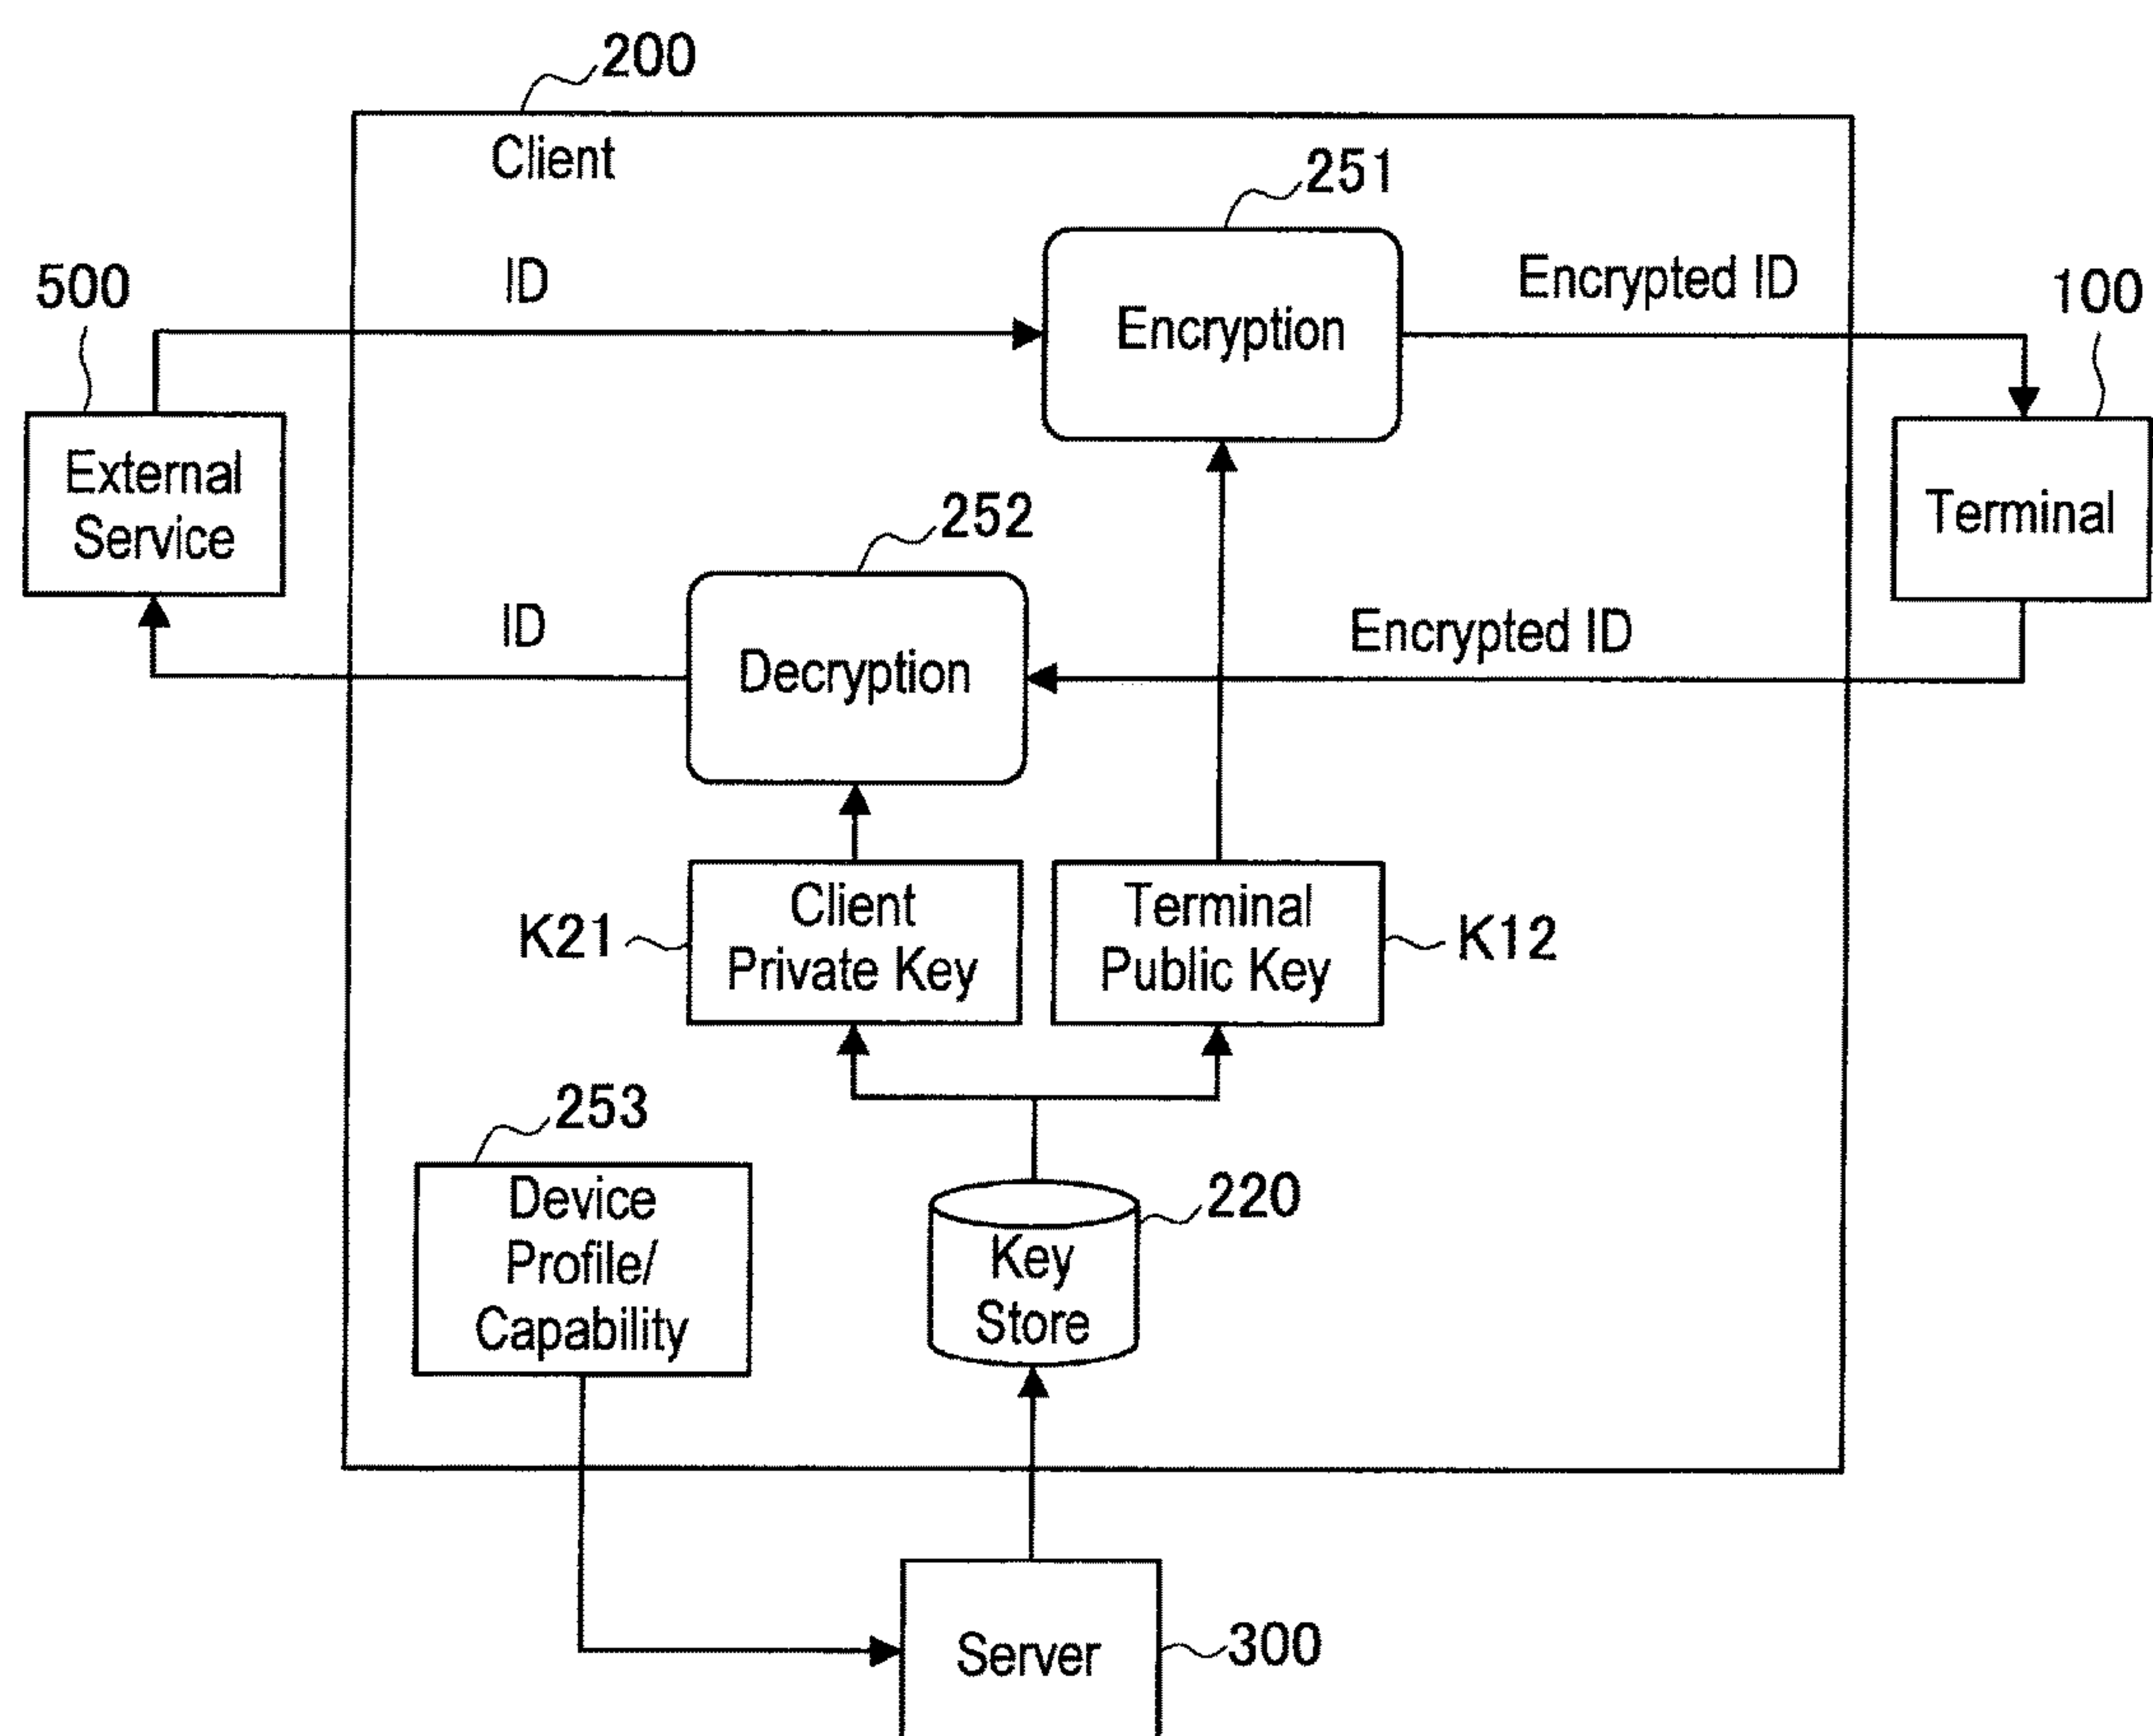 200
Client
251
ID
Encrypted ID
500
100
Encryption
External
Service
Terminal
252
ID
Encrypted ID
Decryption
Client
Private Key
K21
Terminal
Public Key
K12
253
Device
Profile/
Capability
220
Key
Store
Server
300